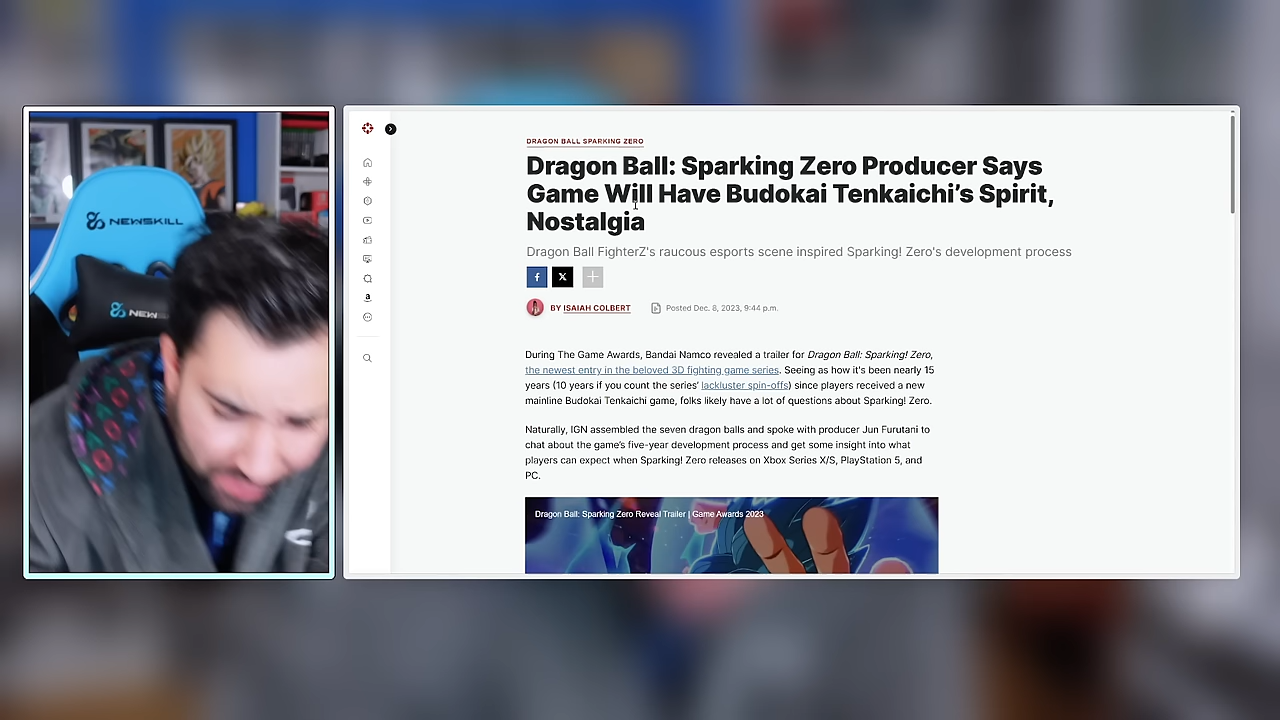 NEWSKILL
NEW
DRAGON BALL SPARKING ZERO
Dragon Ball: Sparking Zero Producer Says
Game Will Have Budokai Tenkaichi’s Spirit,
Nostalgia
Dragon Ball FighterZ's raucous esports scene inspired Sparking! Zero's development process
BY ISAIAH COLBERT
Posted Dec. 8, 2023, 9:44 p.m.
During The Game Awards, Bandai Namco revealed a trailer for Dragon Ball: Sparking! Zero,
the newest entry in the beloved 3D fighting game series. Seeing as how it's been nearly 15
years (10 years if you count the series’ lackluster spin-offs) since players received a new
mainline Budokai Tenkaichi game, folks likely have a lot of questions about Sparking! Zero.
Naturally, IGN assembled the seven dragon balls and spoke with producer Jun Furutani to
chat about the game’s five-year development process and get some insight into what
players can expect when Sparking! Zero releases on Xbox Series X/S, PlayStation 5, and
PC.
Dragon Ball: Sparking Zero Reveal Trailer | Game Awards 2023